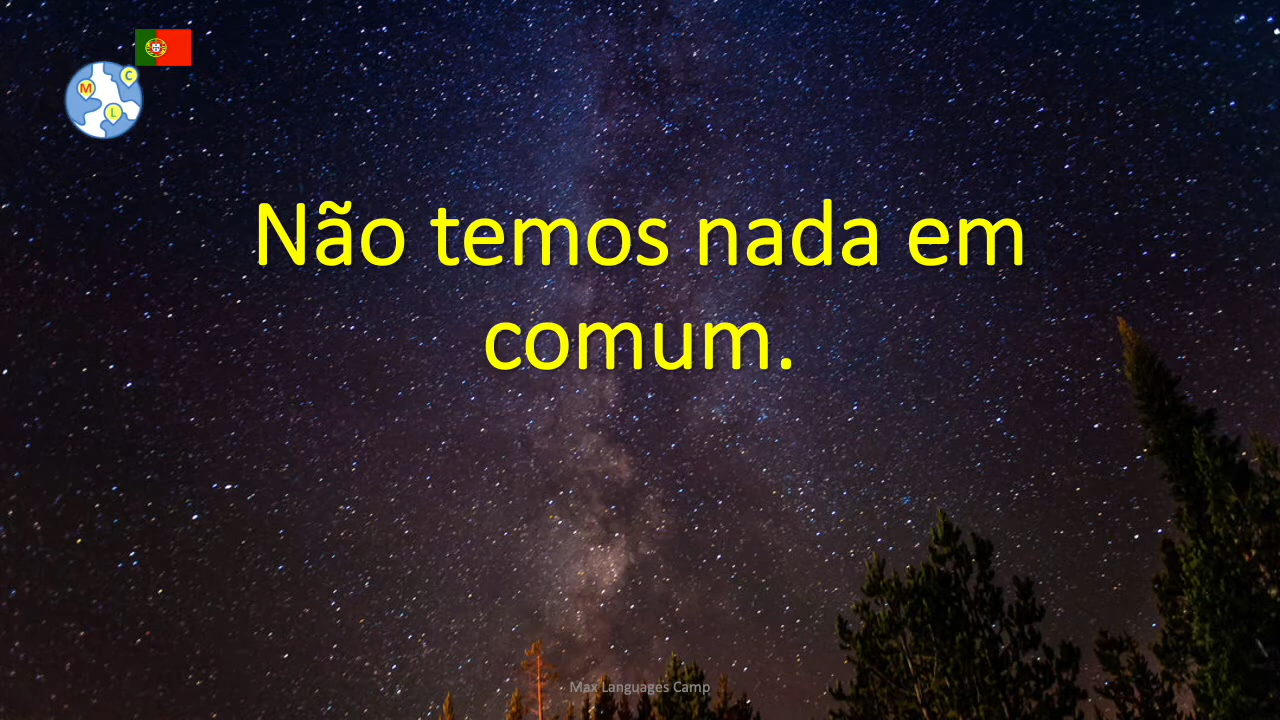 M
C
L
Não temos nada em
comum.
Max Languages Camp